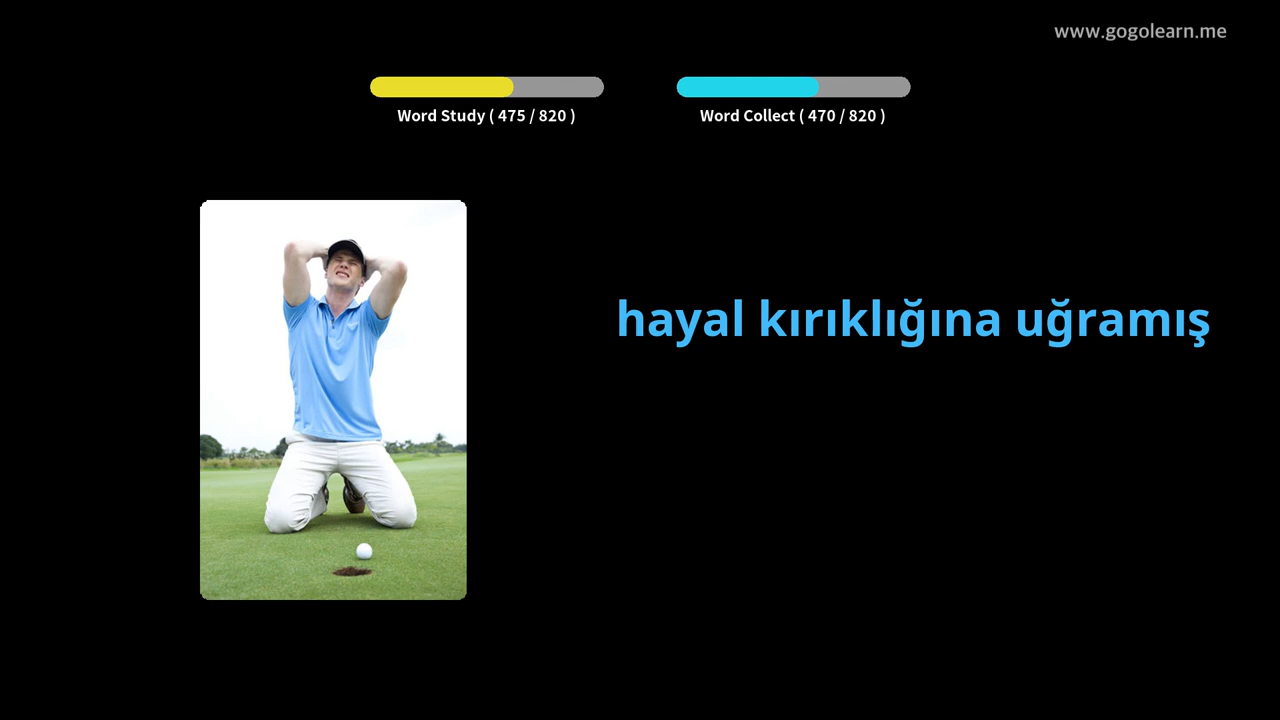 www.gogolearn.me
Word Study ( 475 / 820 )
Word Collect ( 470 / 820 )
hayal kırıklığına uğramış